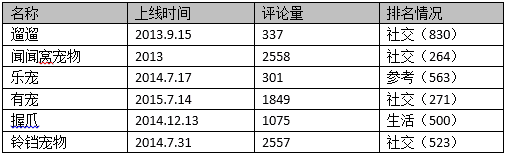 名称 上线时间 评论量 排名情况
遛遛 2013.9.15 337 社交（830）
闻闻窝宠物 2013 2558 社交（264）
乐宠 2014.7.17 301 参考（563）
有宠 2015.7.14 1849 社交（271）
握爪 2014.12.13 1075 生活（500）
铃铛宠物 2014.7.31 2557 社交（523）